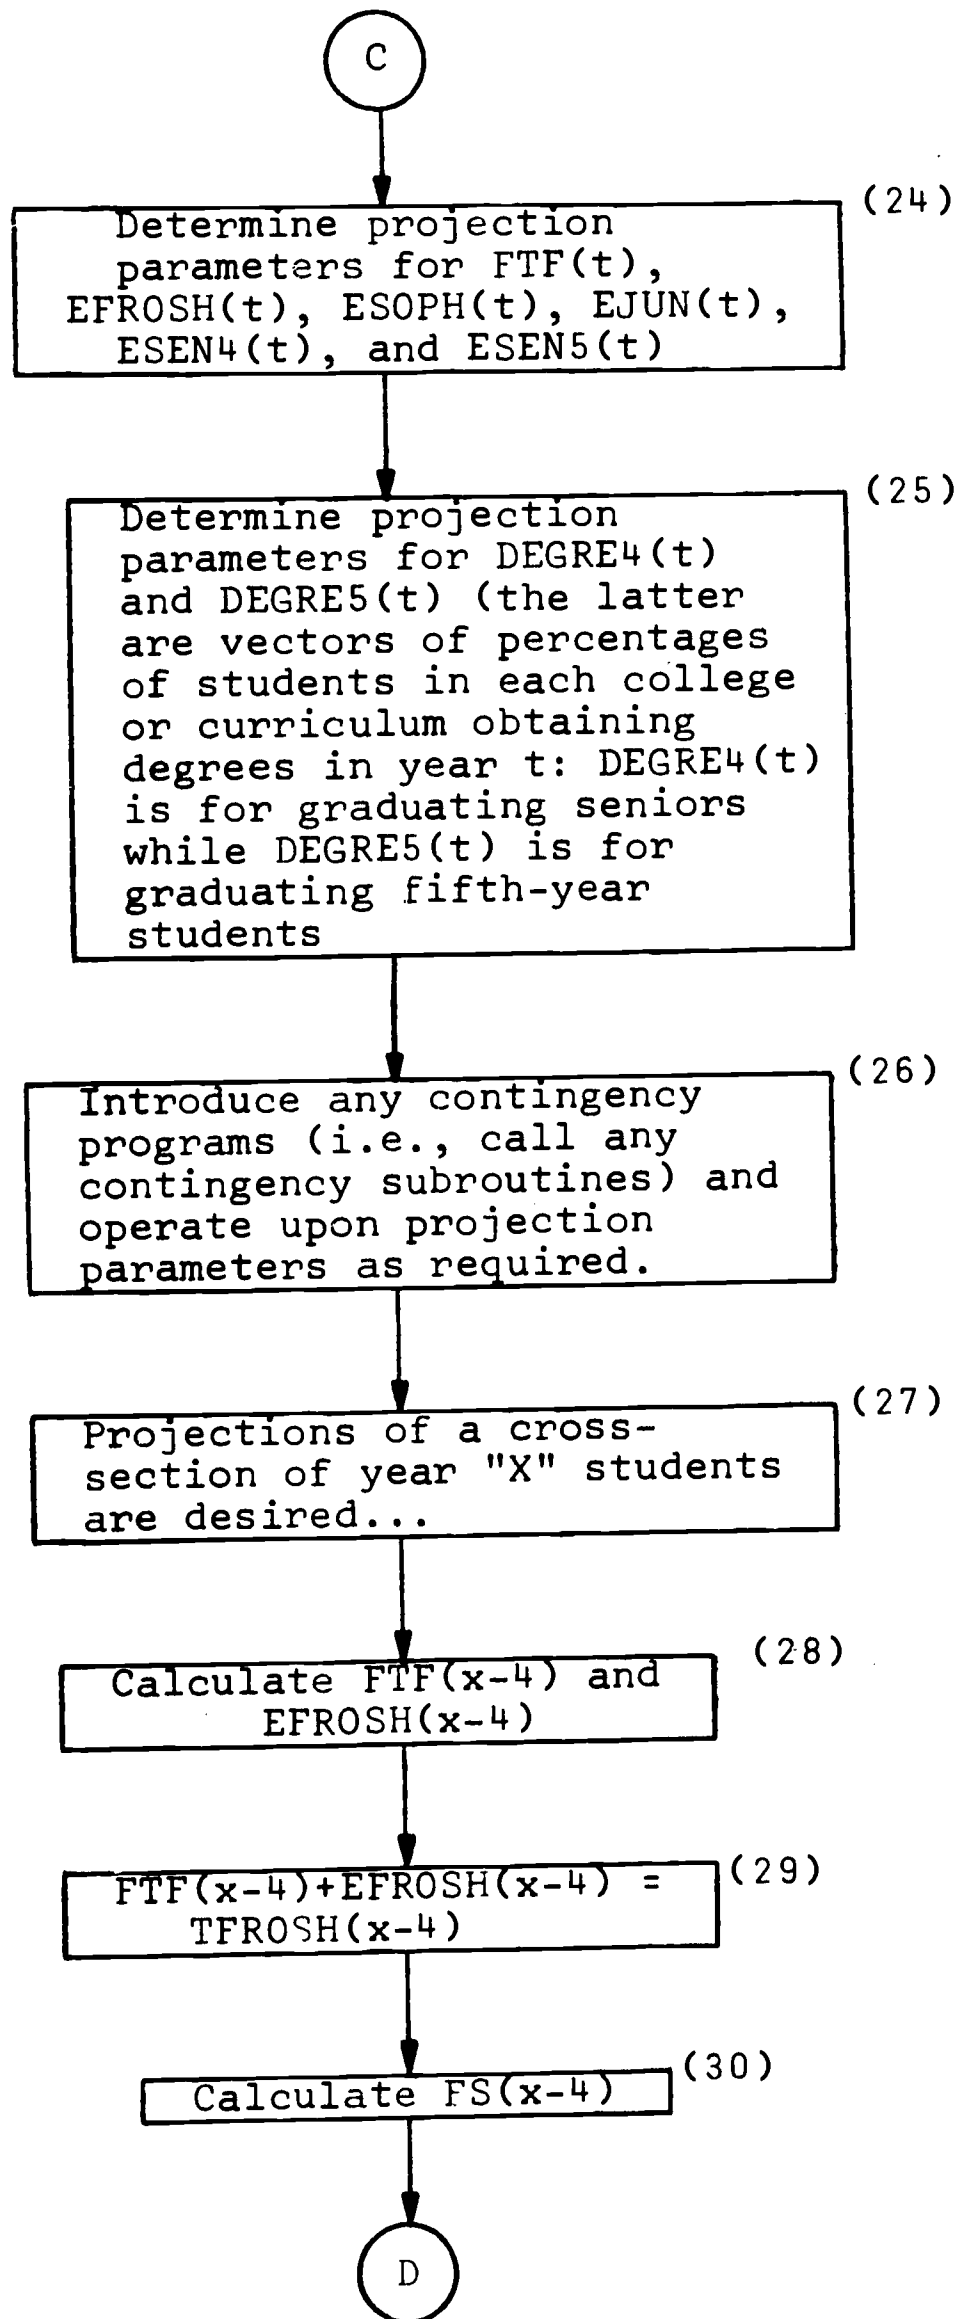 C
(24)
Determine projection
parameters for FTF(t),
EFROSH(t), ESOPH(t), EJUN(t),
ESEN4(t), and ESEN5(t)
(25)
Determine projection
parameters for DEGRE4(t)
and DEGRE5(t) (the latter
are vectors of percentages
of students in each college
or curriculum obtaining
degrees in year t: DEGRE4(t)
is for graduating seniors
while DEGRE5(t) is for
graduating fifth-year
students
(26)
Introduce any contingency
programs (i.e., call any
contingency subroutines) and
operate upon projection
parameters as required.
(27)
Projections of a cross-
section of year "X" students
are desired...
(28)
Calculate FTF(x-4) and
EFROSH(x-4)
(29)
FTF(x-4)+EFROSH(x-4) =
TFROSH(x-4)
(30)
Calculate FS(x-4)
D